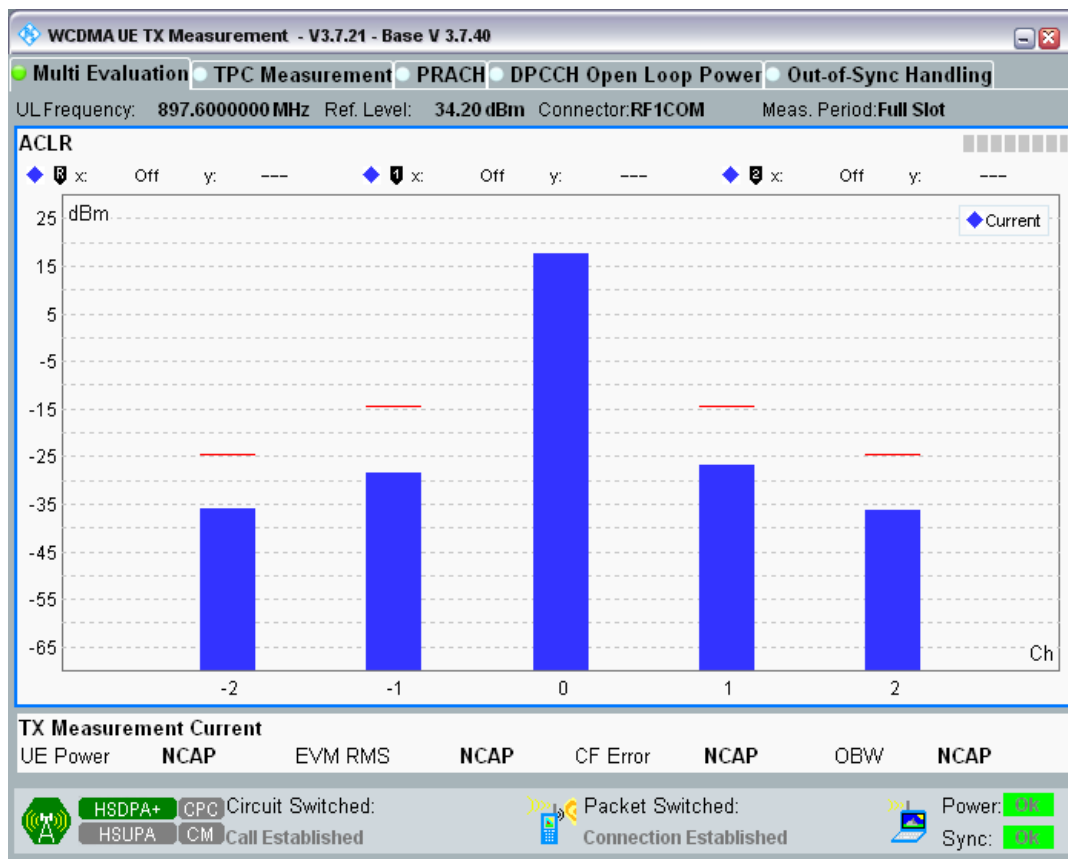 WCDMA UE TX Measurement - V3.7.21 - Base V 3.7.40
Multi Evaluation TPC Measurement PRACH DPCCH Open Loop Power Out-of-Sync Handling
UL Frequency: 897.6000000 MHz Ref. Level: 34.20 dBm Connector:RF1COM Meas. Period:Full Slot
ACLR
R x: Off y: --- 1 x: Off y: --- 2 x: Off y: ---
dBm
Current
25
15
5
-5
-15
-25
-35
-45
-55
-65
Ch
-2 -1 0 1 2
TX Measurement Current
UE Power NCAP EVM RMS NCAP CF Error NCAP OBW NCAP
HSDPA+ CPC Circuit Switched: Packet Switched: Power: OK
HSUPA CM Call Established Connection Established Sync: OK